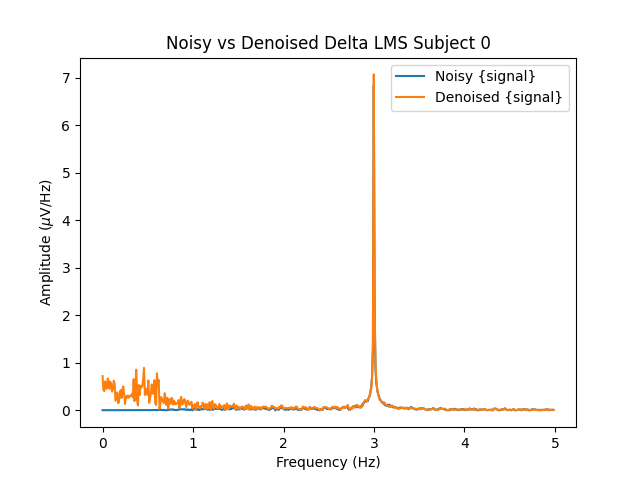 Noisy vs Denoised Delta LMS Subject 0
Noisy {signal}
Denoised {signal}
Amplitude (μV/Hz)
7
6
5
4
3
2
1
0
0 1 2 3 4 5
Frequency (Hz)